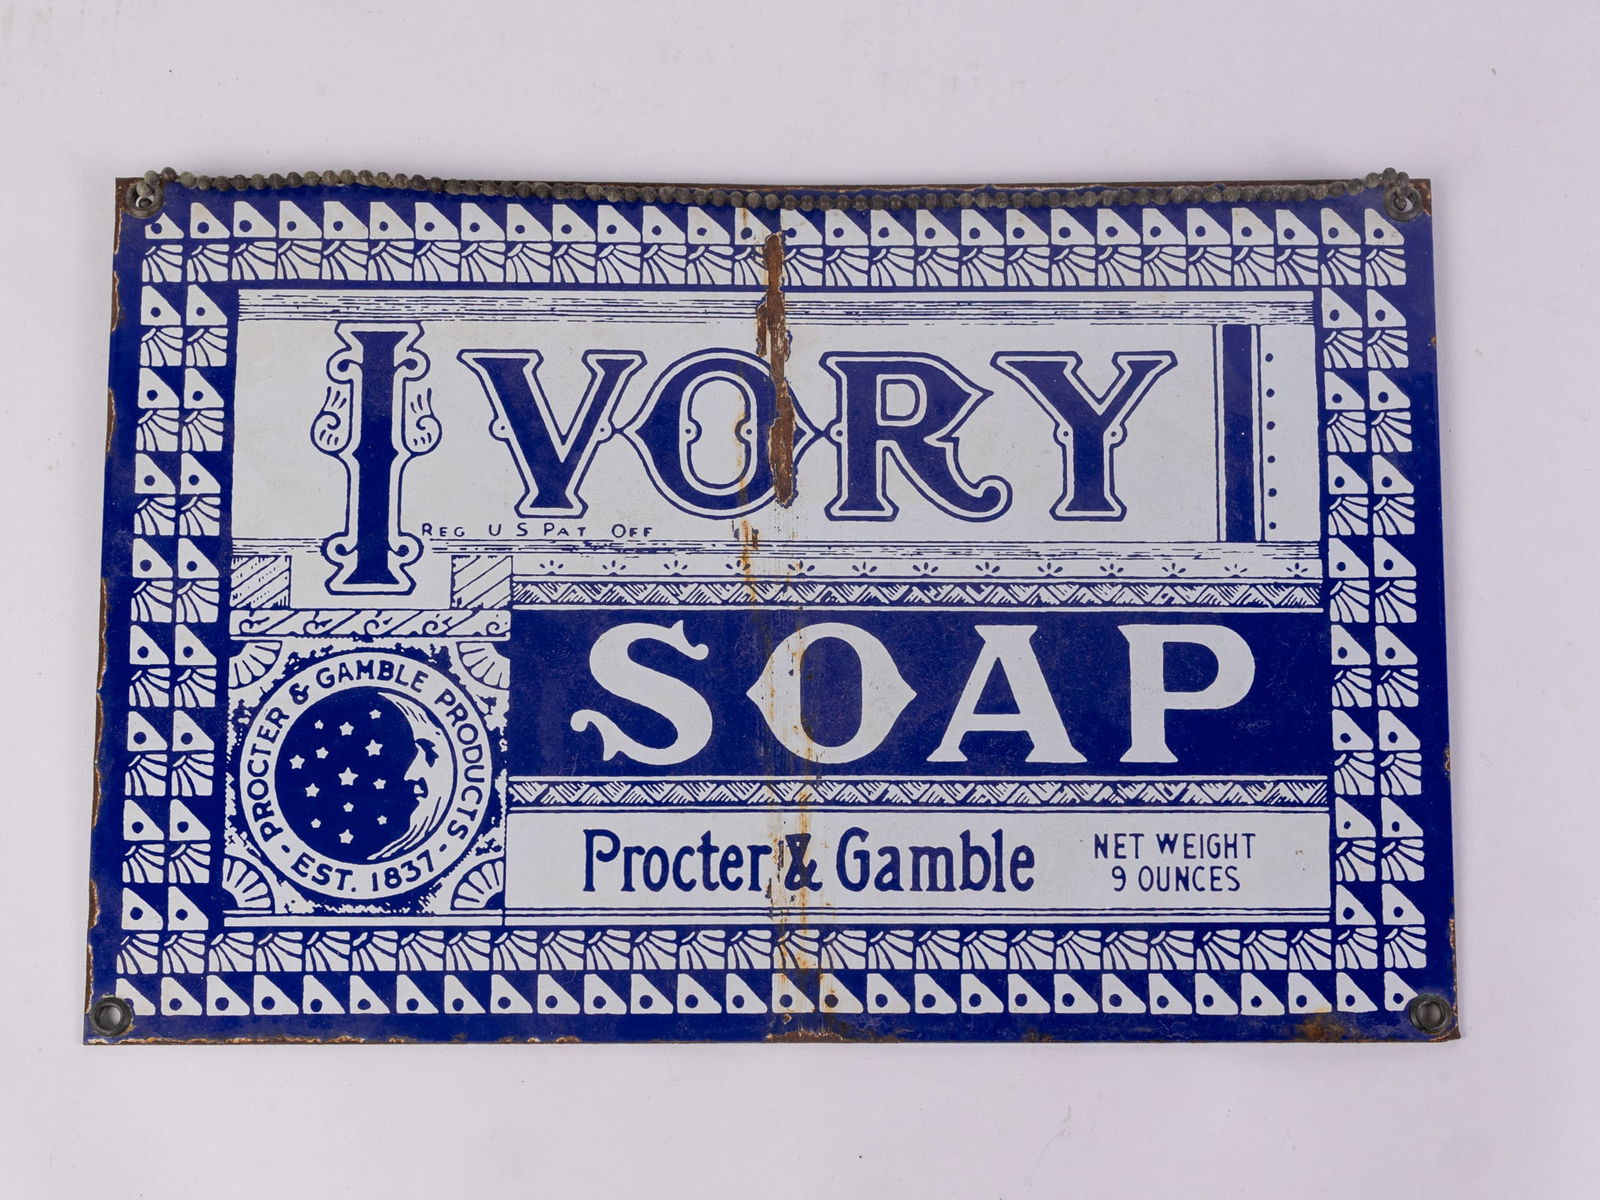 IVORY
REG U S PAT OFF
SOAP
PROCTER & GAMBLE PRODUCTS
- EST. 1837 -
Procter & Gamble
NET WEIGHT
9 OUNCES